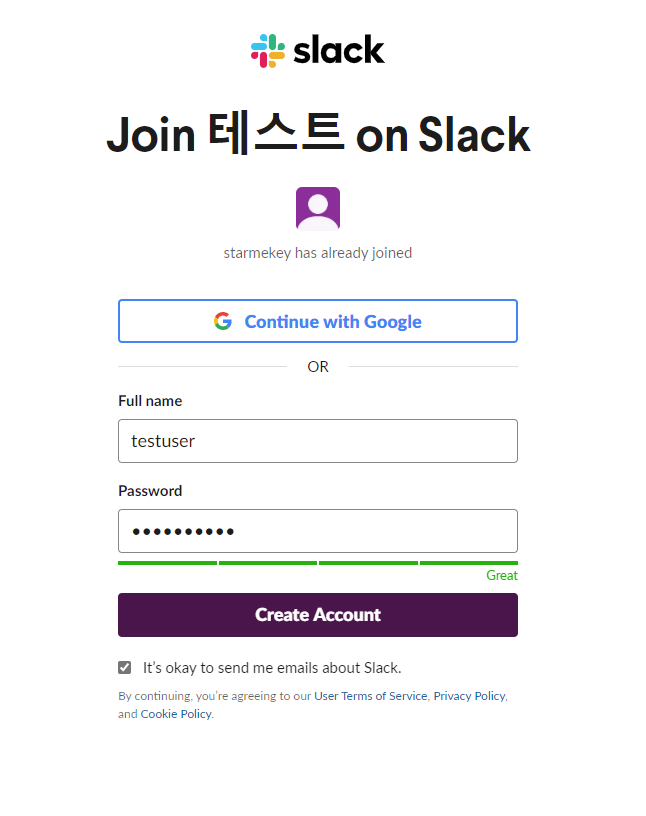 slack
Join 테스트 on Slack
starmekey has already joined
Continue with Google
OR
Full name
testuser
Password
••••••••••
Great
Create Account
It's okay to send me emails about Slack.
By continuing, you're agreeing to our User Terms of Service, Privacy Policy,
and Cookie Policy.